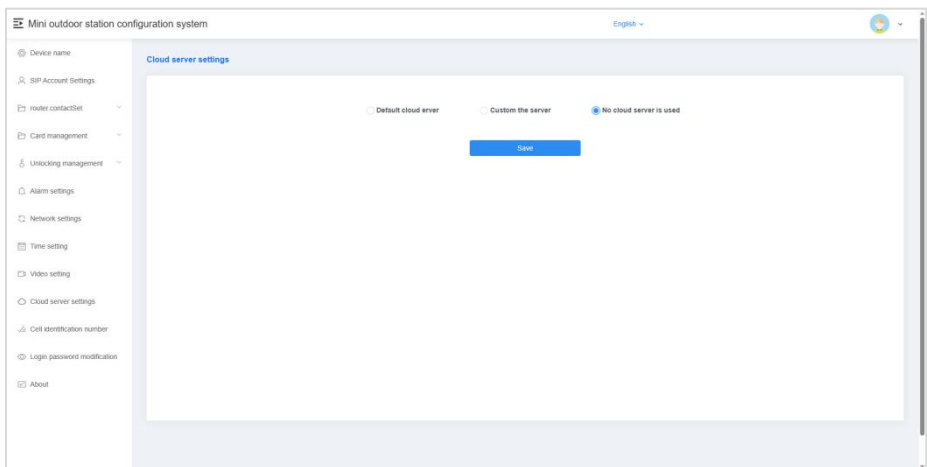 Mini outdoor station configuration system
English
Device name
SIP Account Settings
router.contactSet
Card management
Unlocking management
Alarm settings
Network settings
Time setting
Video setting
Cloud server settings
Cell identification number
Login password modification
About
Cloud server settings
Default cloud erver Custom the server No cloud server is used
Save